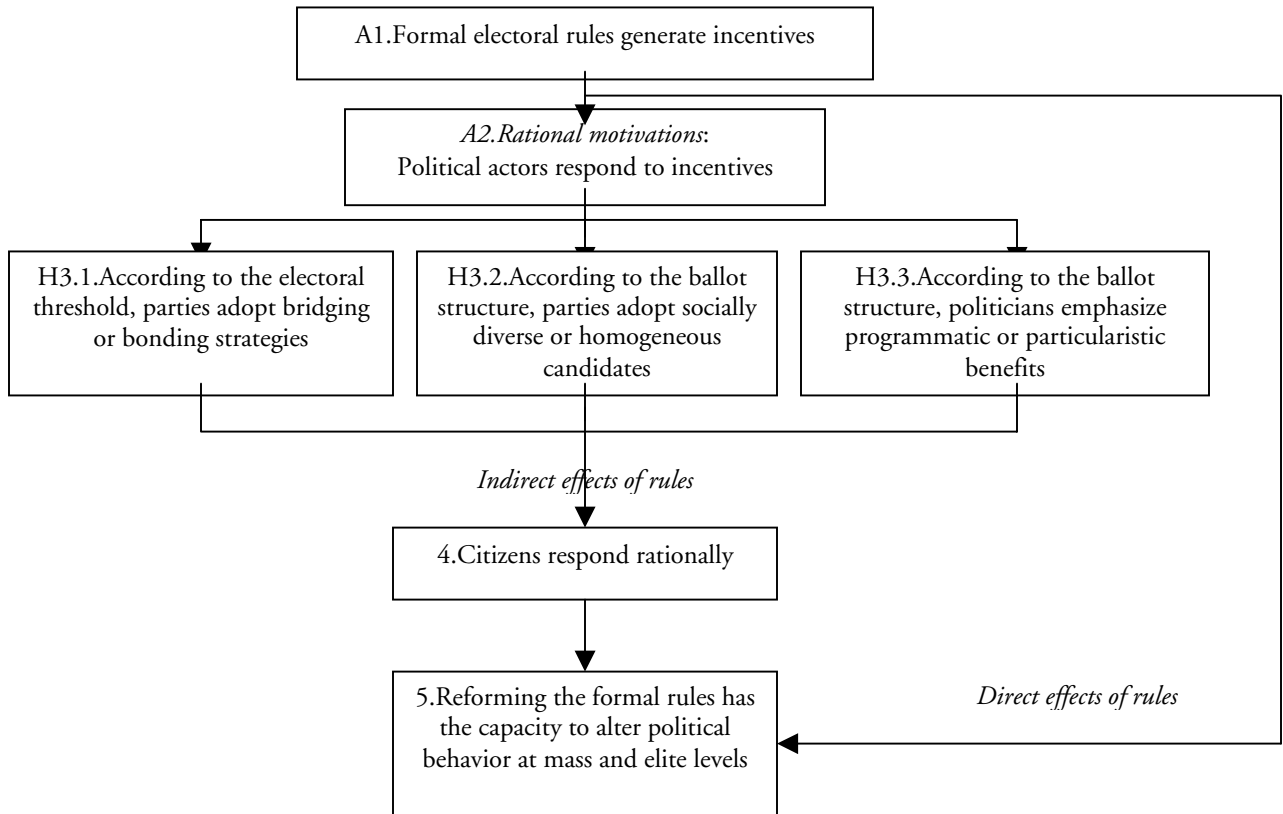 A1.Formal electoral rules generate incentives
A2.Rational motivations:
Political actors respond to incentives
H3.1.According to the electoral
threshold, parties adopt bridging
or bonding strategies
H3.2.According to the ballot
structure, parties adopt socially
diverse or homogeneous
candidates
H3.3.According to the ballot
structure, politicians emphasize
programmatic or particularistic
benefits
Indirect effects of rules
4.Citizens respond rationally
5.Reforming the formal rules has
the capacity to alter political
behavior at mass and elite levels
Direct effects of rules